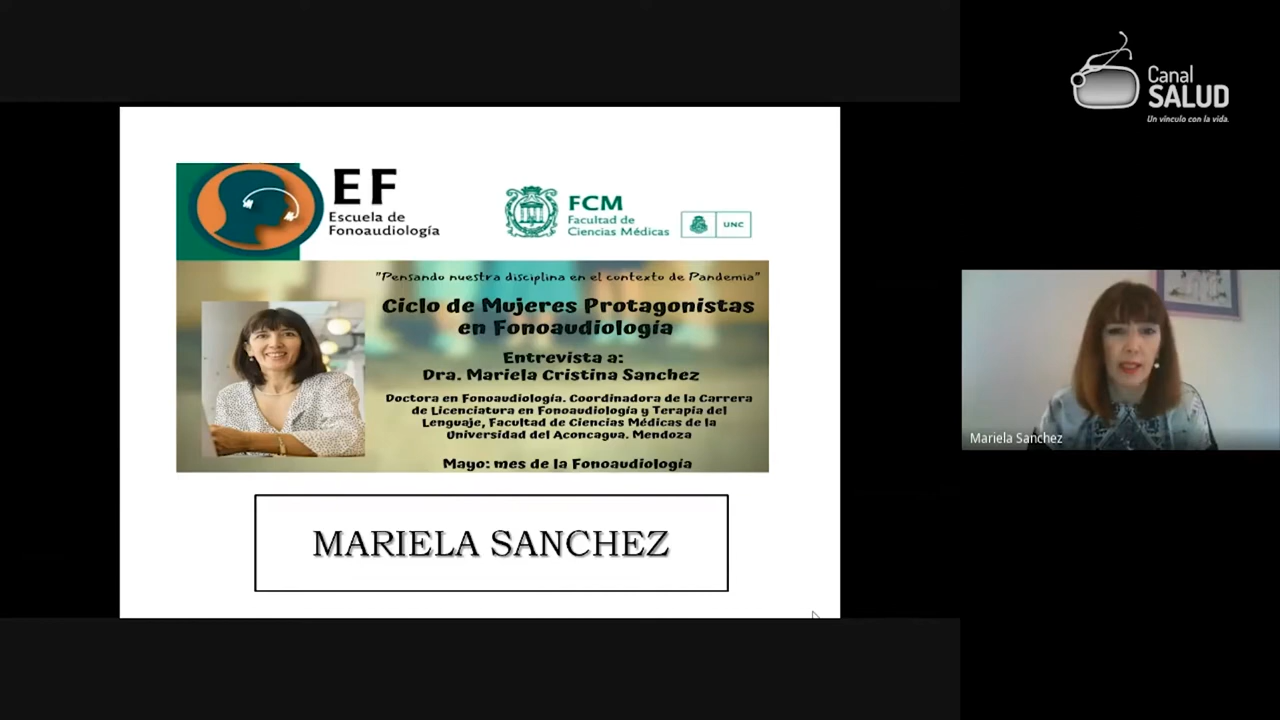 Canal
SALUD
Un vínculo con la vida.
EF
Escuela de
Fonoaudiología
FCM
Facultad de
Ciencias Médicas
UNC
"Pensando nuestra disciplina en el contexto de Pandemia"
Ciclo de Mujeres Protagonistas
en Fonoaudiología
Entrevista a:
Dra. Mariela Cristina Sanchez
Doctora en Fonoaudiología. Coordinadora de la Carrera
de Licenciatura en Fonoaudiología y Terapia del
Lenguaje, Facultad de Ciencias Médicas de la
Universidad del Aconcagua. Mendoza
Mayo: mes de la Fonoaudiología
MARIELA SANCHEZ
Mariela Sanchez